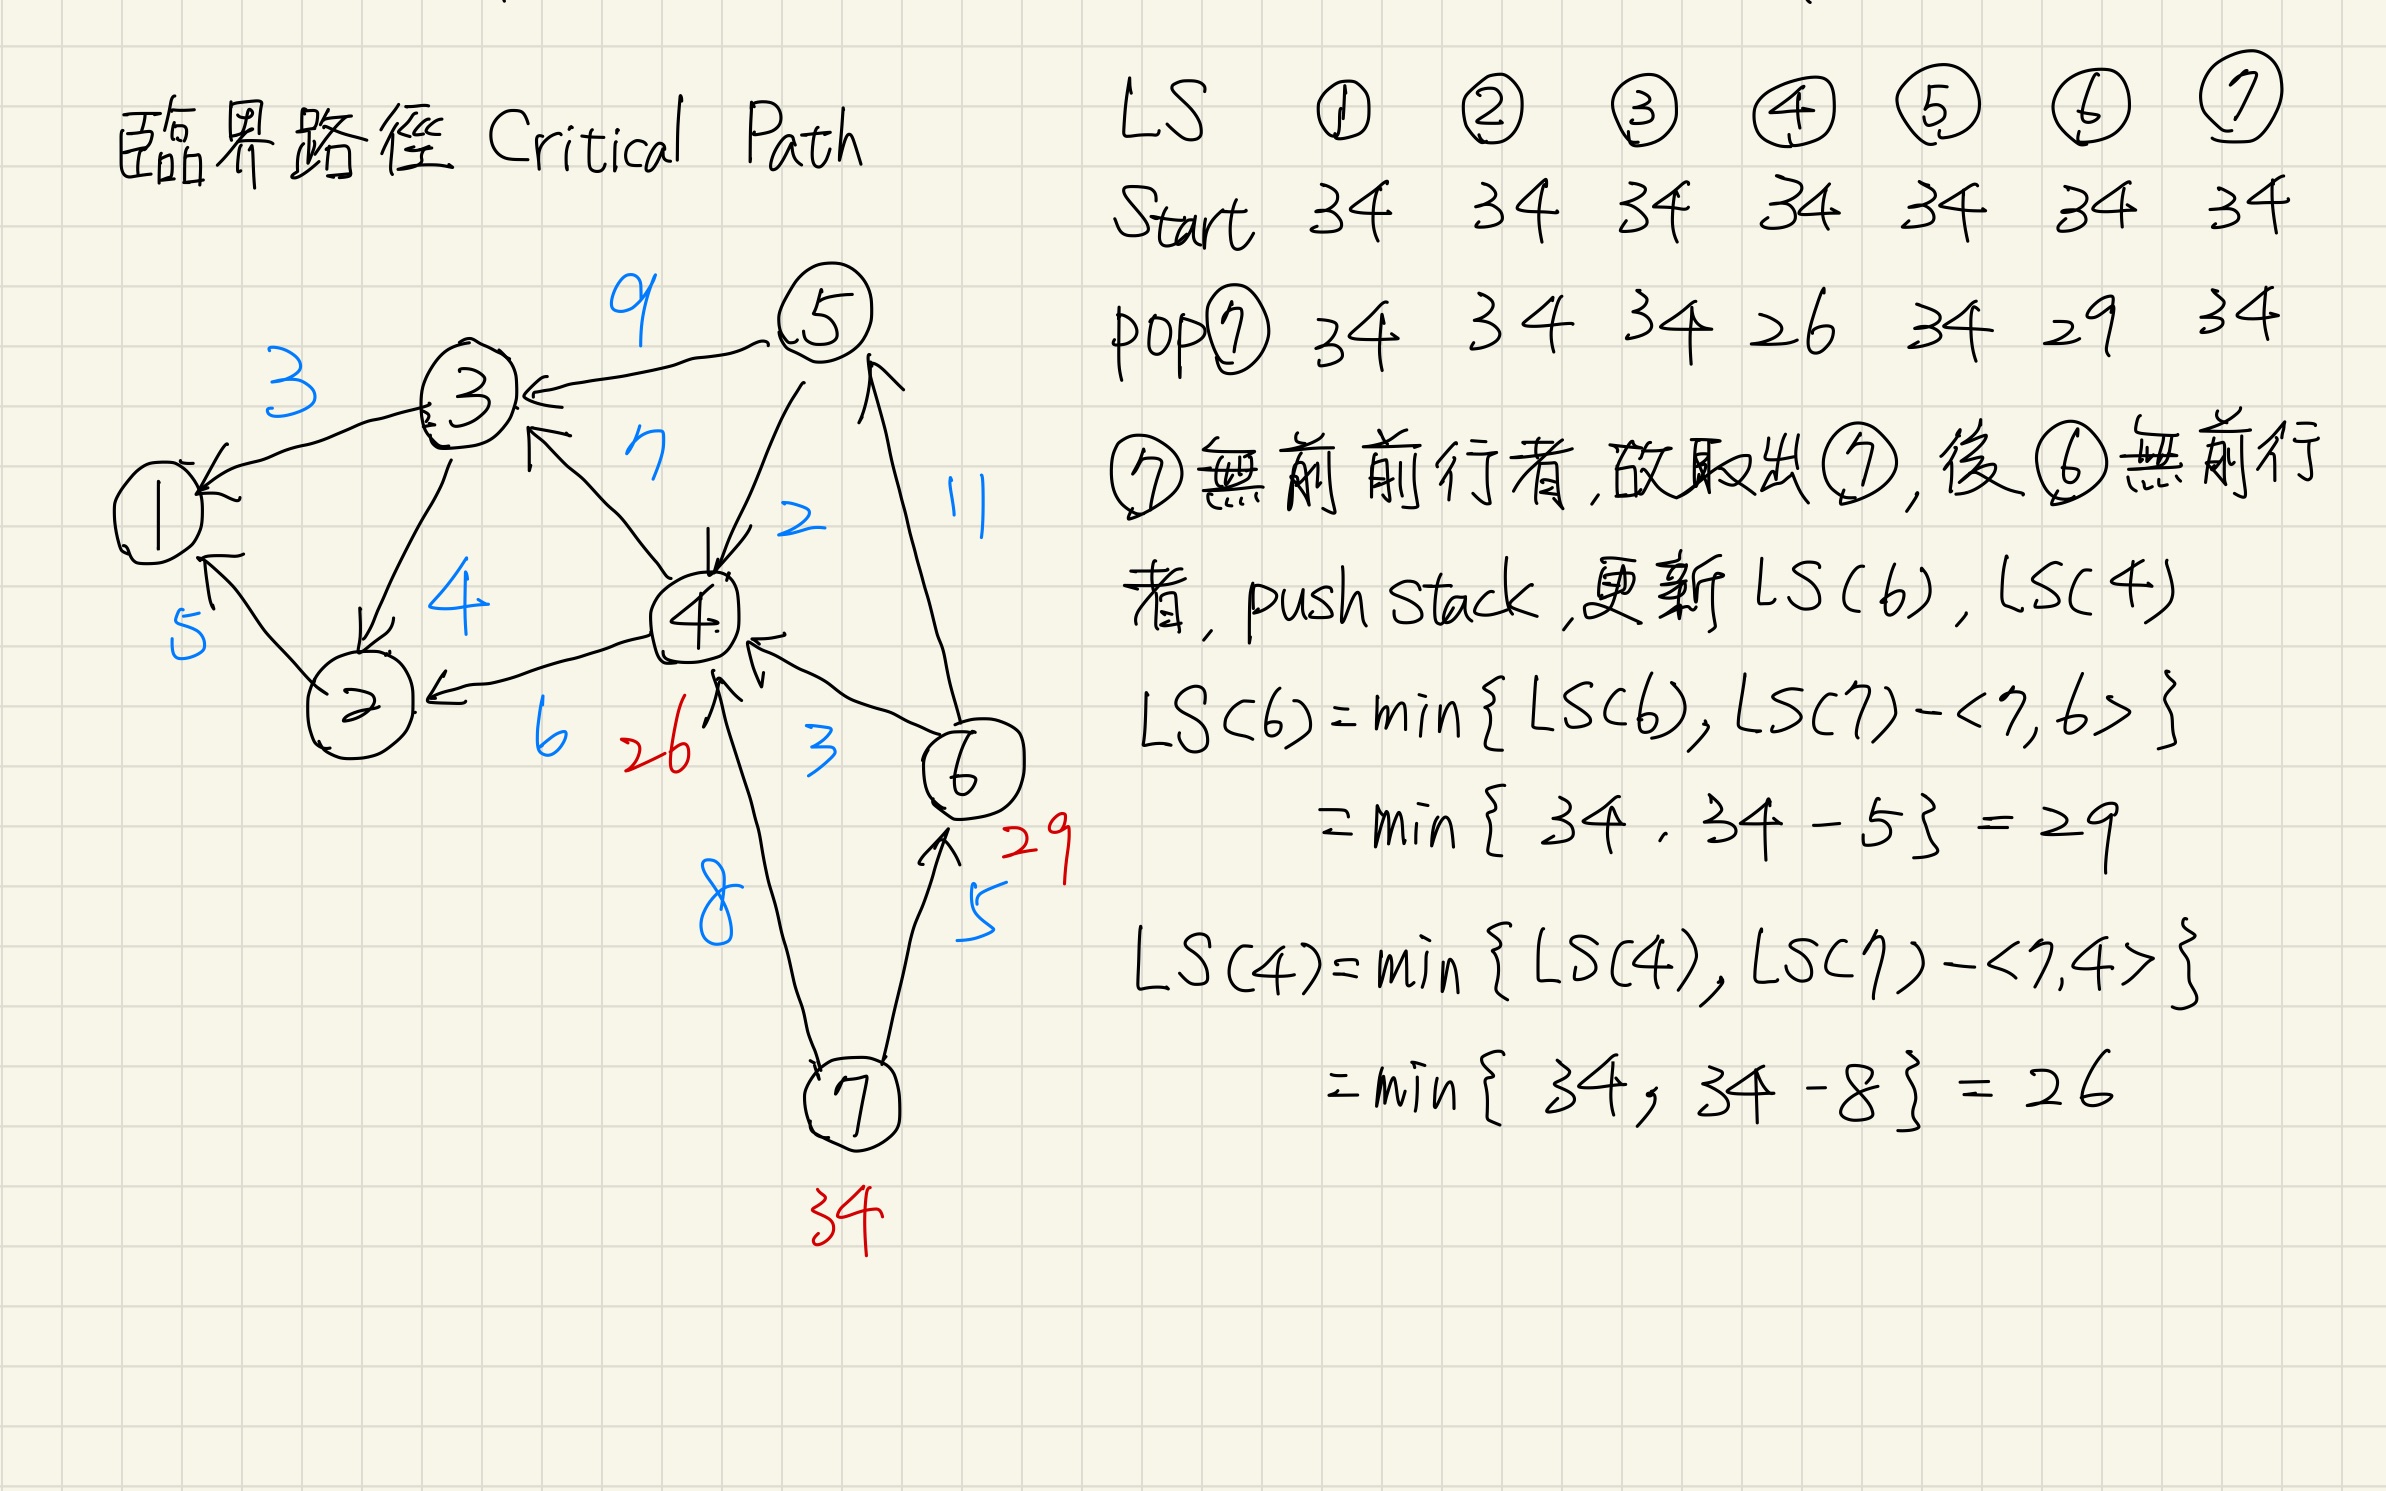 臨界路徑 Critical Path
LS ① ② ③ ④ ⑤ ⑥ ⑦
Start 34 34 34 34 34 34 34
pop⑦ 34 34 34 26 34 29 34
⑦無前前行者,故取出⑦,後⑥無前行
者,push stack,更新LS(6),LS(4)
LS(6)=min{LS(6),LS(7)-<7,6>}
=min{34,34-5}=29
LS(4)=min{LS(4),LS(7)-<7,4>}
=min{34,34-8}=26
9
⑤
3
③
7
11
①
2
4
5
④
②
6
26
3
⑥
29
8
5
⑦
34